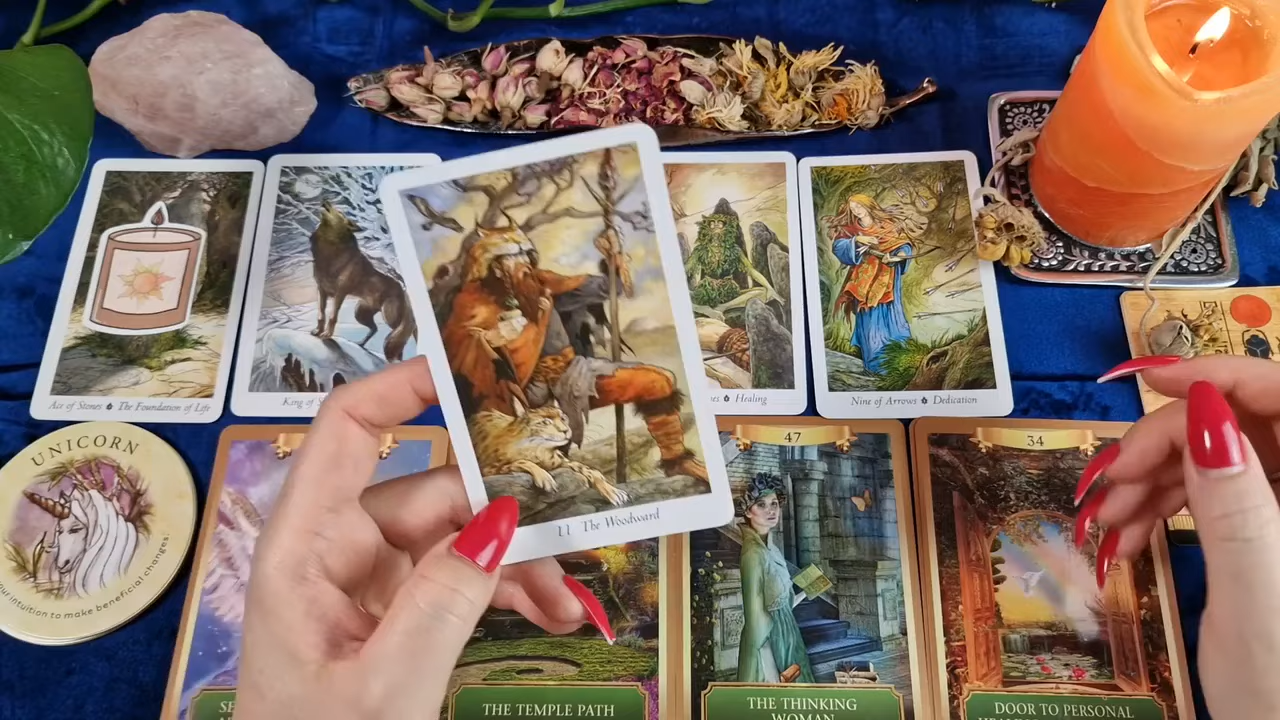 Ace of Stones The Foundation of Life
King of
Healing
Nine of Arrows Dedication
11 The Woodward
UNICORN
intuition to make beneficial changes.
47
34
THE TEMPLE PATH
THE THINKING
WOMAN
DOOR TO PERSONAL